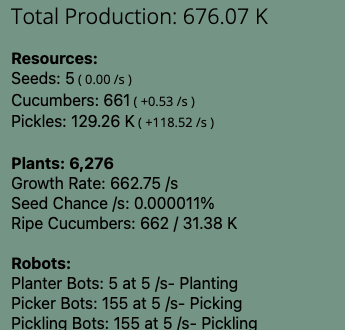 Total Production: 676.07 K
Resources:
Seeds: 5 ( 0.00 /s )
Cucumbers: 661 ( +0.53 /s )
Pickles: 129.26 K ( +118.52 /s )
Plants: 6,276
Growth Rate: 662.75 /s
Seed Chance /s: 0.000011%
Ripe Cucumbers: 662 / 31.38 K
Robots:
Planter Bots: 5 at 5 /s- Planting
Picker Bots: 155 at 5 /s- Picking
Pickling Bots: 155 at 5 /s- Pickling